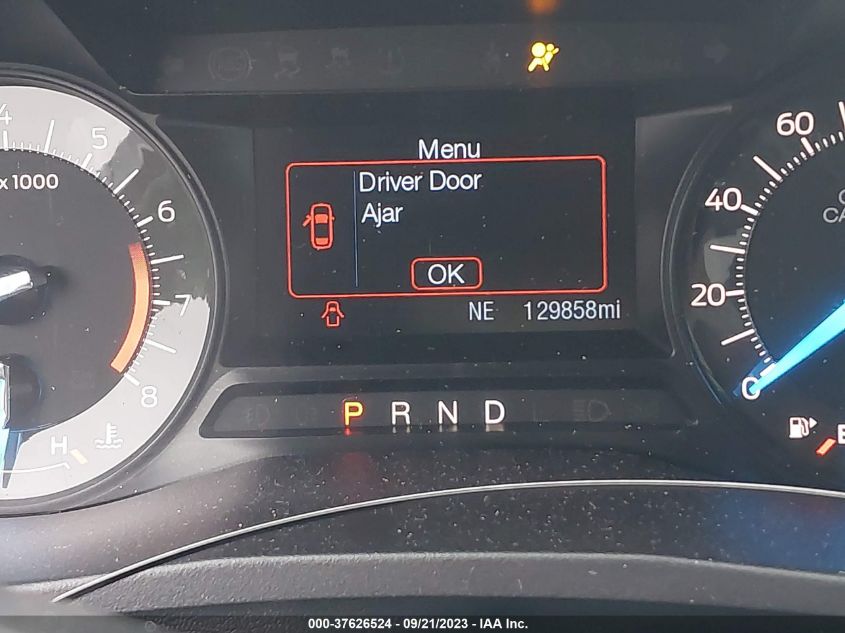 Menu
Driver Door
Ajar
OK
NE 129858mi
4
5
x 1000
6
7
8
H
P R N D
60
40
20
0
E
000-37626524 - 09/21/2023 - IAA Inc.